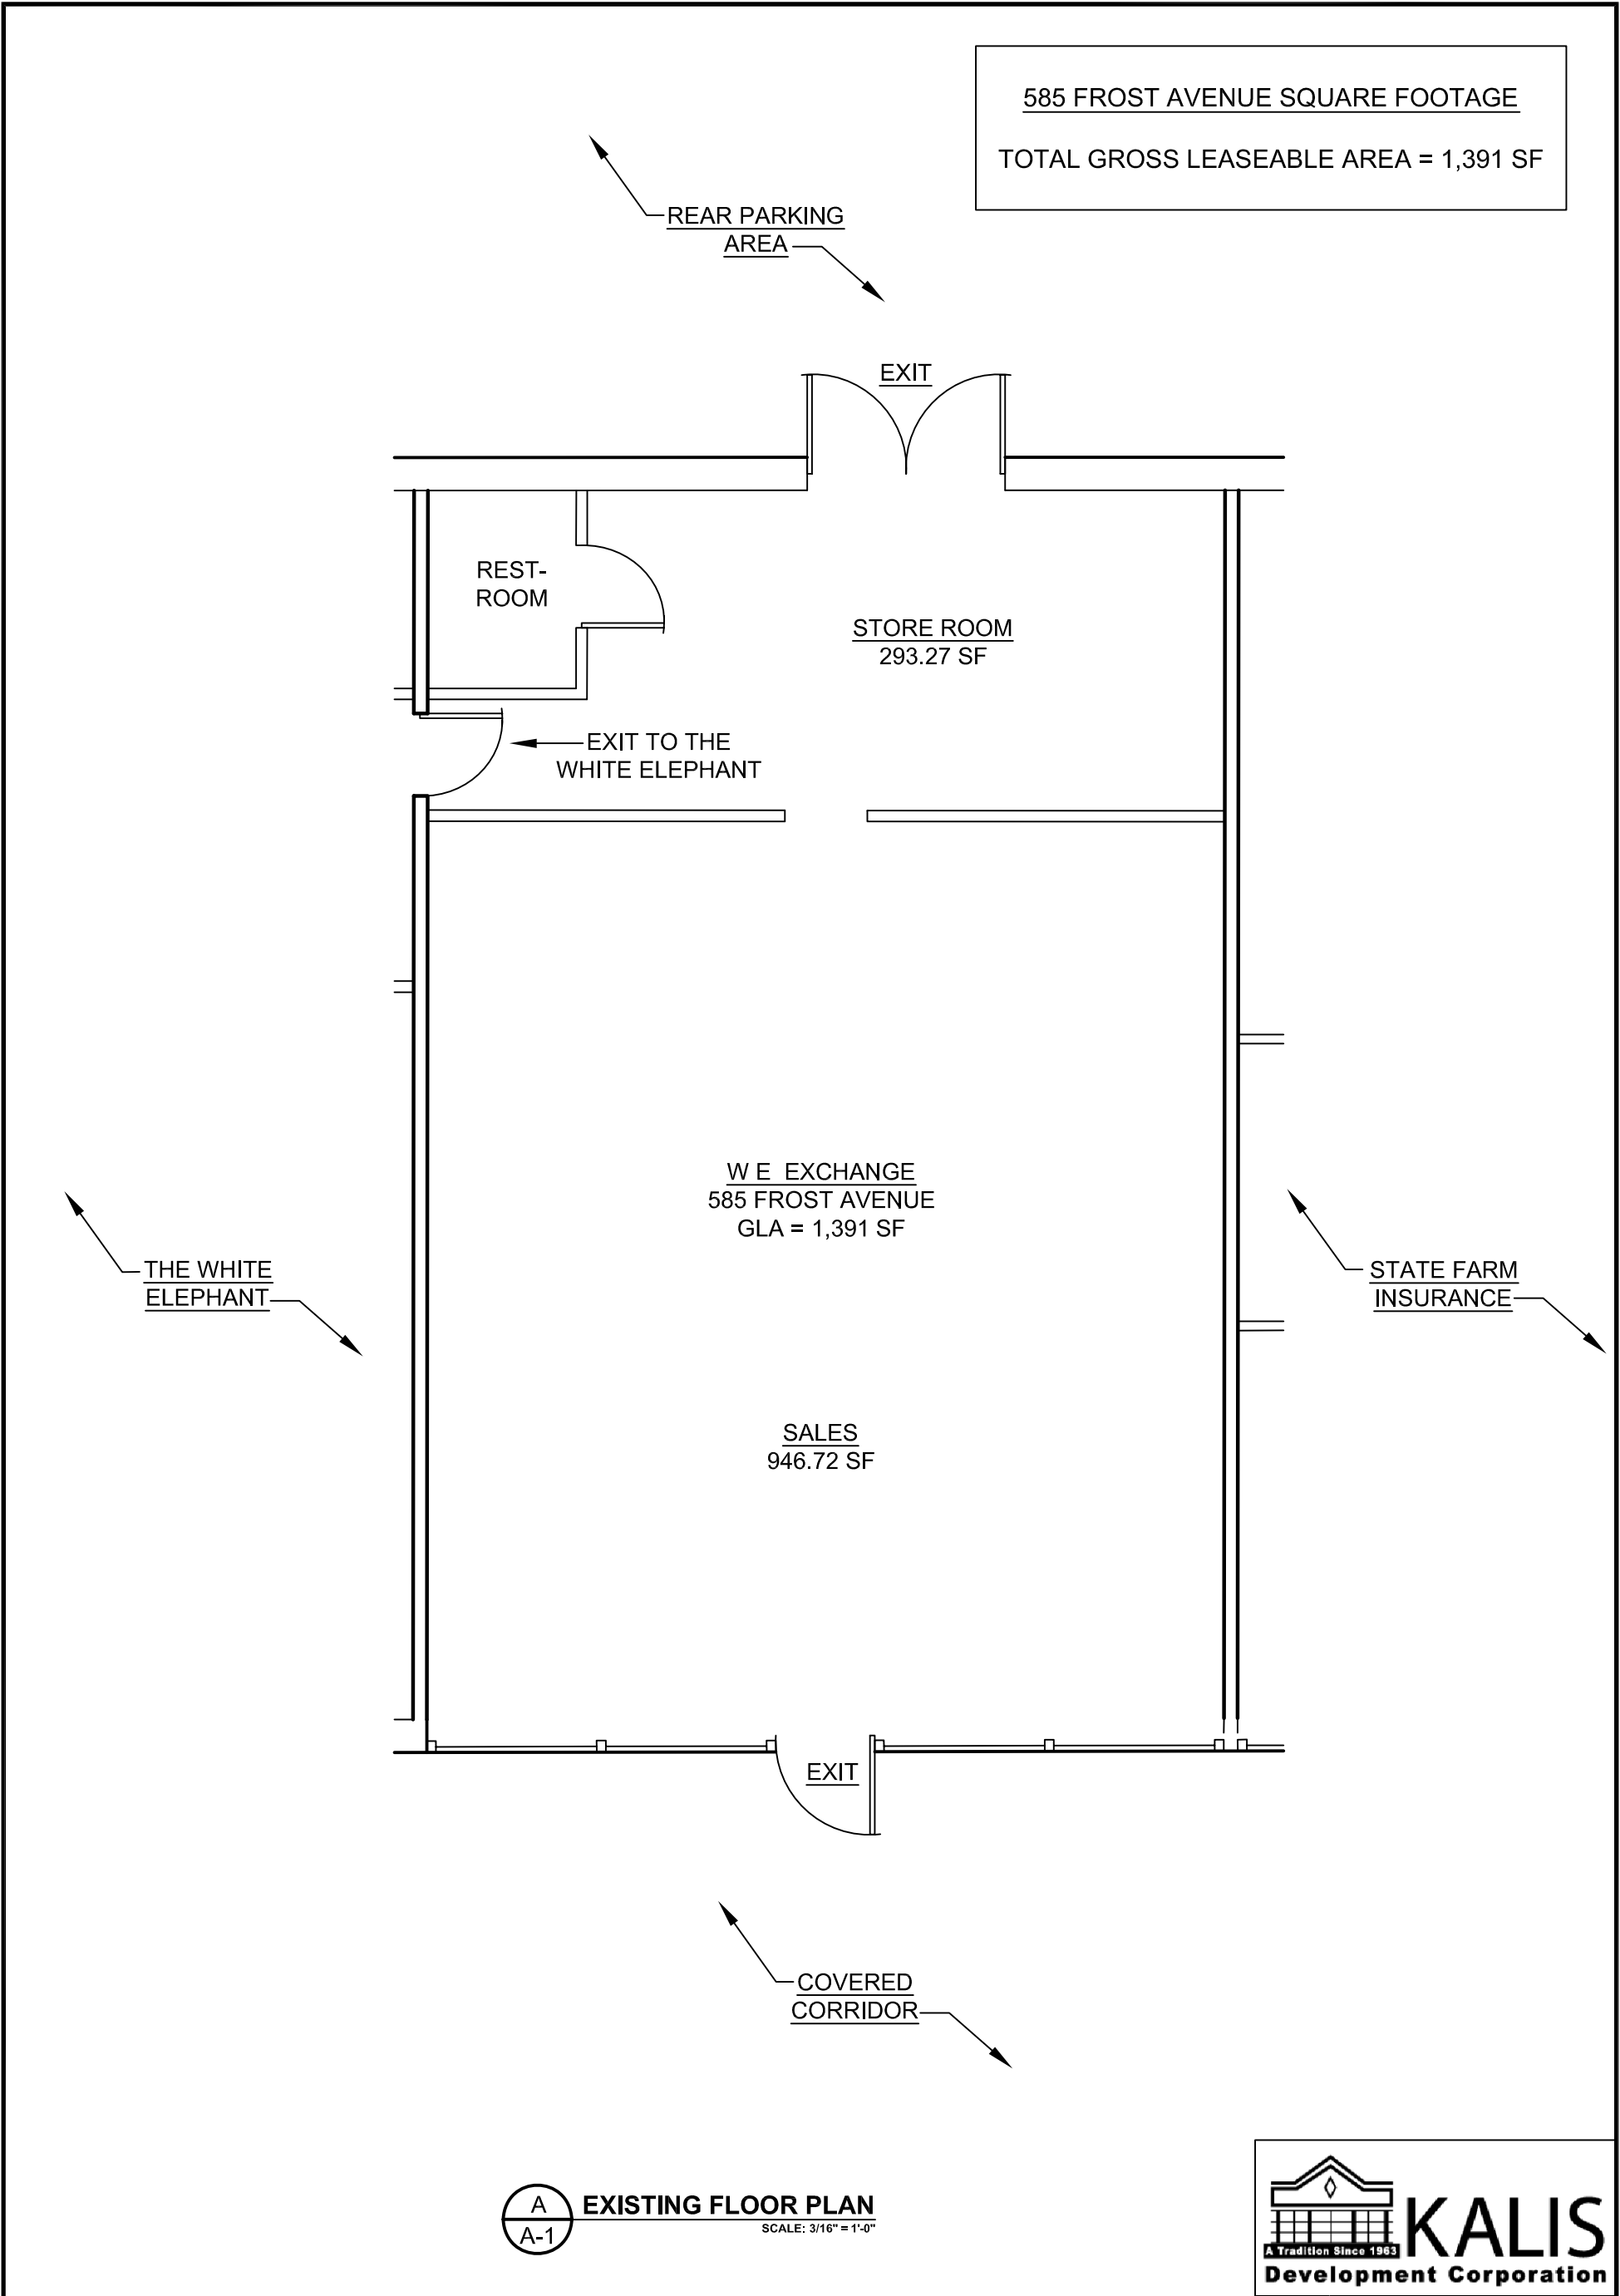 585 FROST AVENUE SQUARE FOOTAGE
TOTAL GROSS LEASEABLE AREA = 1,391 SF
REAR PARKING
AREA
EXIT
REST-
ROOM
STORE ROOM
293.27 SF
EXIT TO THE
WHITE ELEPHANT
W E EXCHANGE
585 FROST AVENUE
GLA = 1,391 SF
THE WHITE
ELEPHANT
STATE FARM
INSURANCE
SALES
946.72 SF
EXIT
COVERED
CORRIDOR
A
A-1
EXISTING FLOOR PLAN
SCALE: 3/16" = 1'-0"
A Tradition Since 1963
KALIS
Development Corporation